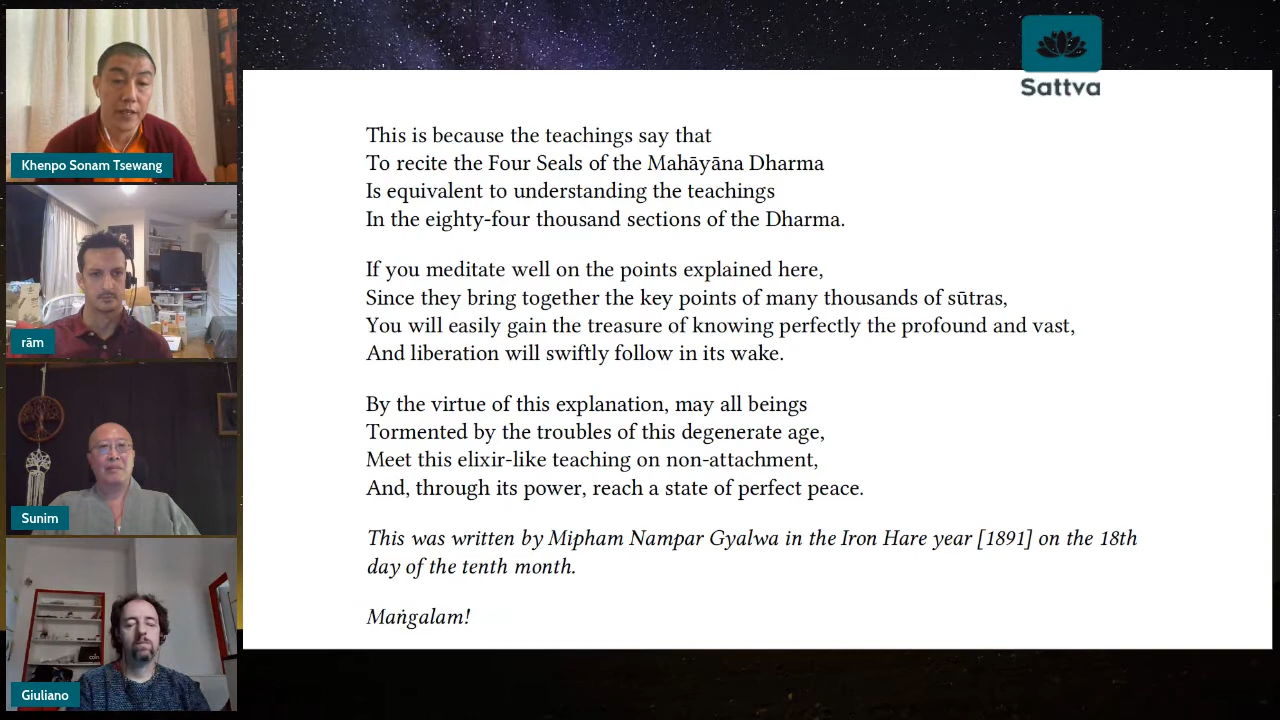 Khenpo Sonam Tsewang
rām
Sunim
Giuliano
Sattva
This is because the teachings say that
To recite the Four Seals of the Mahāyāna Dharma
Is equivalent to understanding the teachings
In the eighty-four thousand sections of the Dharma.
If you meditate well on the points explained here,
Since they bring together the key points of many thousands of sūtras,
You will easily gain the treasure of knowing perfectly the profound and vast,
And liberation will swiftly follow in its wake.
By the virtue of this explanation, may all beings
Tormented by the troubles of this degenerate age,
Meet this elixir-like teaching on non-attachment,
And, through its power, reach a state of perfect peace.
This was written by Mipham Nampar Gyalwa in the Iron Hare year [1891] on the 18th
day of the tenth month.
Maṅgalam!